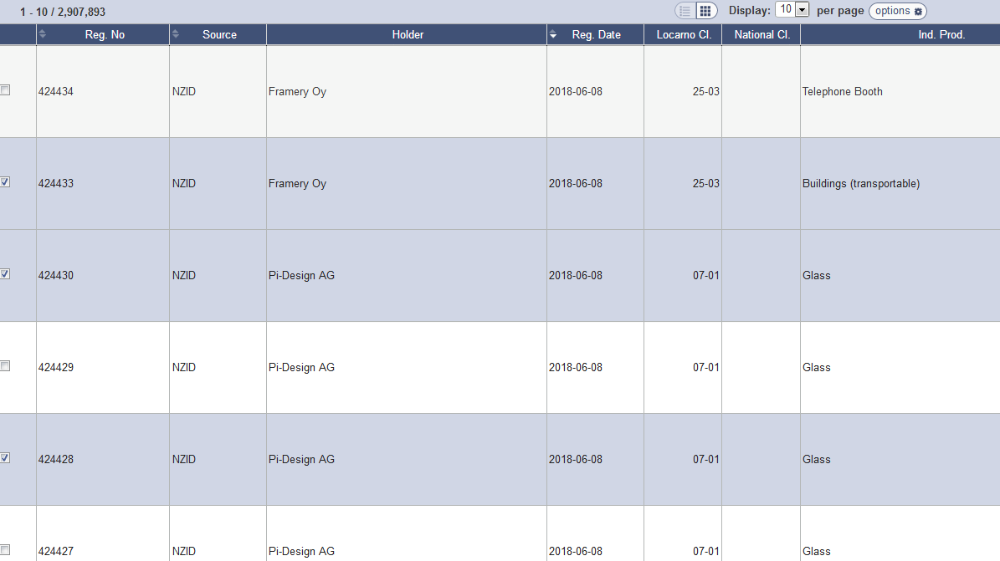 1 - 10 / 2,907,893 Display: 10 per page options
Reg. No Source Holder Reg. Date Locarno Cl. National Cl. Ind. Prod.
424434 NZID Framery Oy 2018-06-08 25-03 Telephone Booth
424433 NZID Framery Oy 2018-06-08 25-03 Buildings (transportable)
424430 NZID Pi-Design AG 2018-06-08 07-01 Glass
424429 NZID Pi-Design AG 2018-06-08 07-01 Glass
424428 NZID Pi-Design AG 2018-06-08 07-01 Glass
424427 NZID Pi-Design AG 2018-06-08 07-01 Glass